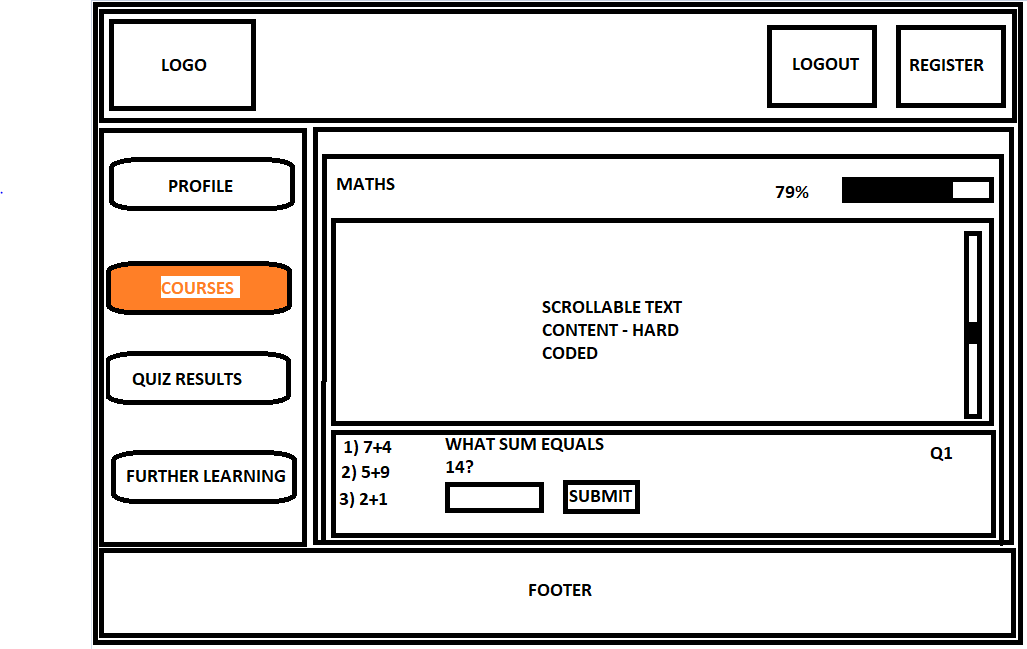 LOGO
LOGOUT
REGISTER
PROFILE
COURSES
QUIZ RESULTS
FURTHER LEARNING
MATHS
79%
SCROLLABLE TEXT
CONTENT - HARD
CODED
1) 7+4
2) 5+9
3) 2+1
WHAT SUM EQUALS
14?
SUBMIT
Q1
FOOTER